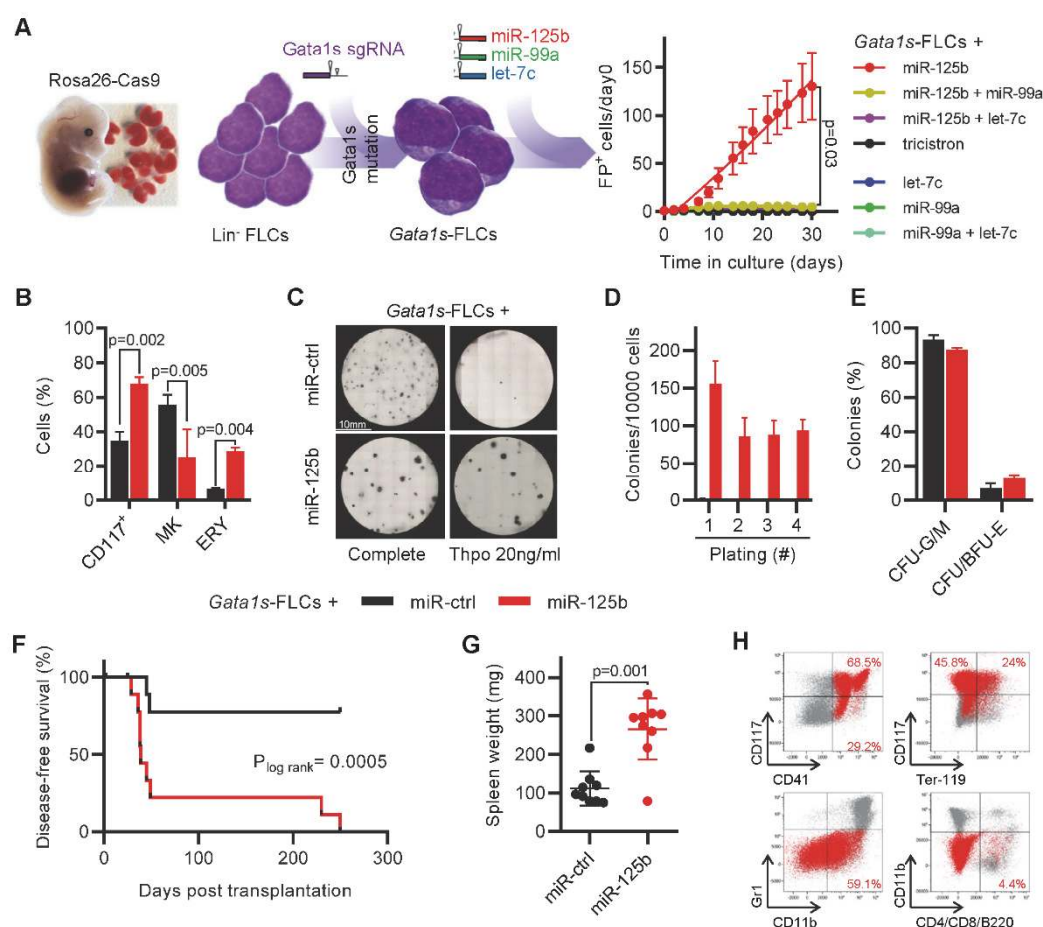 A
Rosa26-Cas9
Gata1s sgRNA
miR-125b
miR-99a
let-7c
Gata1s
mutation
Lin- FLCs
Gata1s-FLCs
FP+ cells/day0
150
100
50
0
0 10 20 30
Time in culture (days)
p=0.03
Gata1s-FLCs +
miR-125b
miR-125b + miR-99a
miR-125b + let-7c
tricistron
let-7c
miR-99a
miR-99a + let-7c
B
Cells (%)
100
80
60
40
20
0
p=0.002
p=0.005
p=0.004
CD117+
MK
ERY
C
Gata1s-FLCs +
miR-ctrl
miR-125b
10mm
Complete
Thpo 20ng/ml
D
Colonies/10000 cells
200
150
100
50
0
1 2 3 4
Plating (#)
E
Colonies (%)
100
80
60
40
20
0
CFU-G/M
CFU/BFU-E
Gata1s-FLCs +
miR-ctrl
miR-125b
F
Disease-free survival (%)
100
50
0
0 100 200 300
P log rank= 0.0005
Days post transplantation
G
Spleen weight (mg)
400
300
200
100
0
p=0.001
miR-ctrl
miR-125b
H
68.5%
29.2%
CD117
CD41
45.8%
24%
CD117
Ter-119
59.1%
Gr1
CD11b
4.4%
CD11b
CD4/CD8/B220